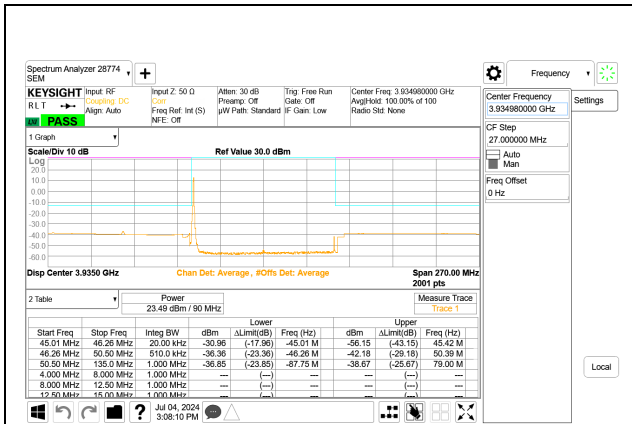 Spectrum Analyzer 28774
SEM
Frequency
KEYSIGHT Input: RF Input Z: 50 Ω Atten: 30 dB Trig: Free Run Center Freq: 3.934980000 GHz
RLT Coupling: DC Corr Preamp: Off Gate: Off Avg|Hold: 100.00% of 100
Align: Auto Freq Ref: Int (S) µW Path: Standard IF Gain: Low Radio Std: None
NFE: Off
PASS
Center Frequency
3.934980000 GHz
Settings
CF Step
27.000000 MHz
Auto
Man
Freq Offset
0 Hz
Local
1 Graph
Scale/Div 10 dB Ref Value 30.0 dBm
Log
20.0
10.0
0.00
-10.0
-20.0
-30.0
-40.0
-50.0
-60.0
Disp Center 3.9350 GHz Chan Det: Average, #Offs Det: Average Span 270.00 MHz
2001 pts
2 Table Power Measure Trace
23.49 dBm / 90 MHz Trace 1
Lower Upper
Start Freq Stop Freq Integ BW dBm ΔLimit(dB) Freq (Hz) dBm ΔLimit(dB) Freq (Hz)
45.01 MHz 46.26 MHz 20.00 kHz -30.96 (-17.96) -45.01 M -56.15 (-43.15) 45.42 M
46.26 MHz 50.50 MHz 510.0 kHz -36.36 (-23.36) -46.26 M -42.18 (-29.18) 50.39 M
50.50 MHz 135.0 MHz 1.000 MHz -36.85 (-23.85) -87.75 M -38.67 (-25.67) 79.00 M
4.000 MHz 8.000 MHz 1.000 MHz --- (---) --- --- (---) ---
8.000 MHz 12.50 MHz 1.000 MHz --- (---) --- --- (---) ---
12.50 MHz 15.00 MHz 1.000 MHz --- (---) --- --- (---) ---
? Jul 04, 2024
3:08:10 PM